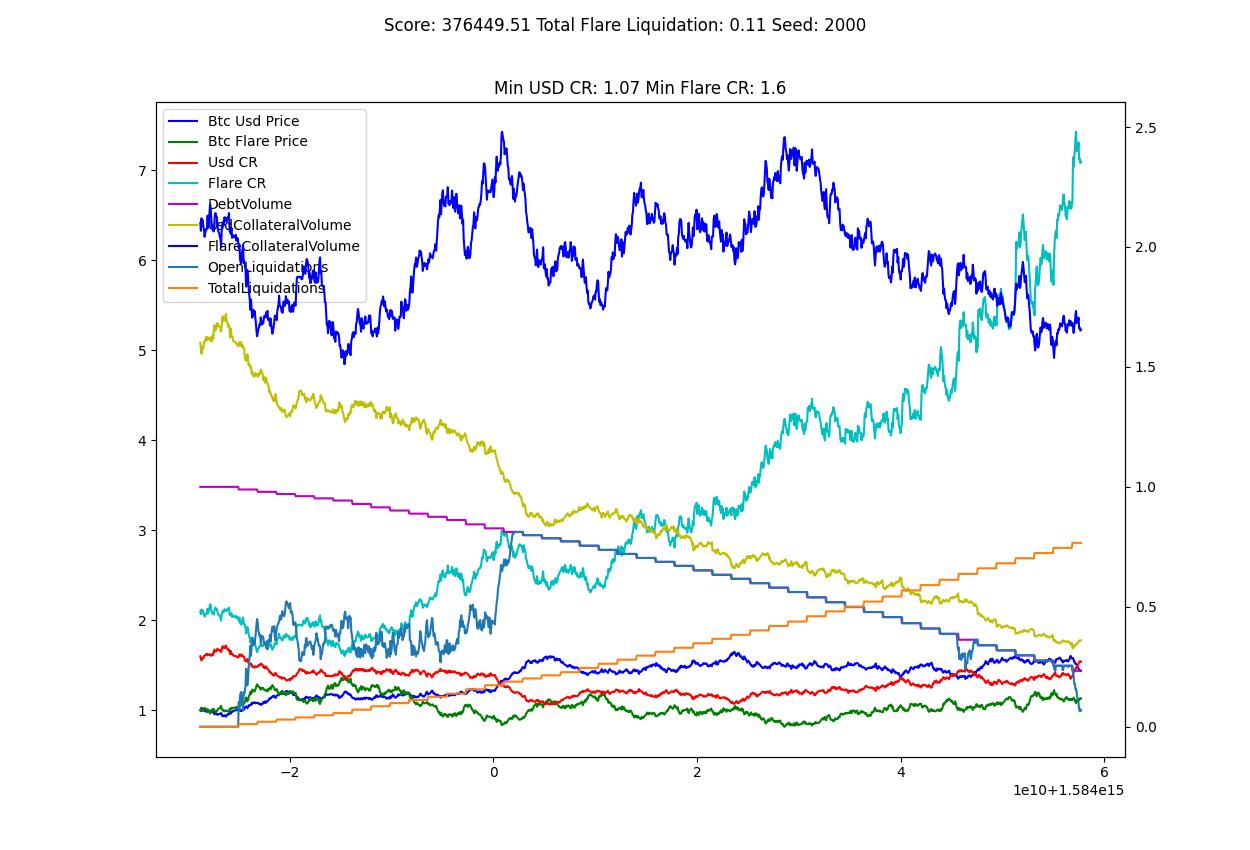 Score: 376449.51 Total Flare Liquidation: 0.11 Seed: 2000
Min USD CR: 1.07 Min Flare CR: 1.6
Btc Usd Price
Btc Flare Price
Usd CR
Flare CR
DebtVolume
UsdCollateralVolume
FlareCollateralVolume
OpenLiquidations
TotalLiquidations
7
6
5
4
3
2
1
2.5
2.0
1.5
1.0
0.5
0.0
−2
0
2
4
6
1e10+1.584e15